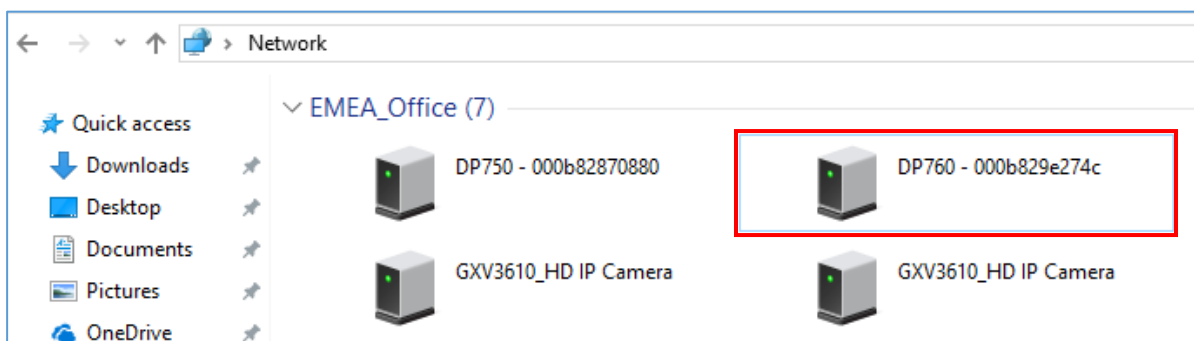 Network
Quick access
Downloads
Desktop
Documents
Pictures
OneDrive
EMEA_Office (7)
DP750 - 000b82870880
DP760 - 000b829e274c
GXV3610_HD IP Camera
GXV3610_HD IP Camera